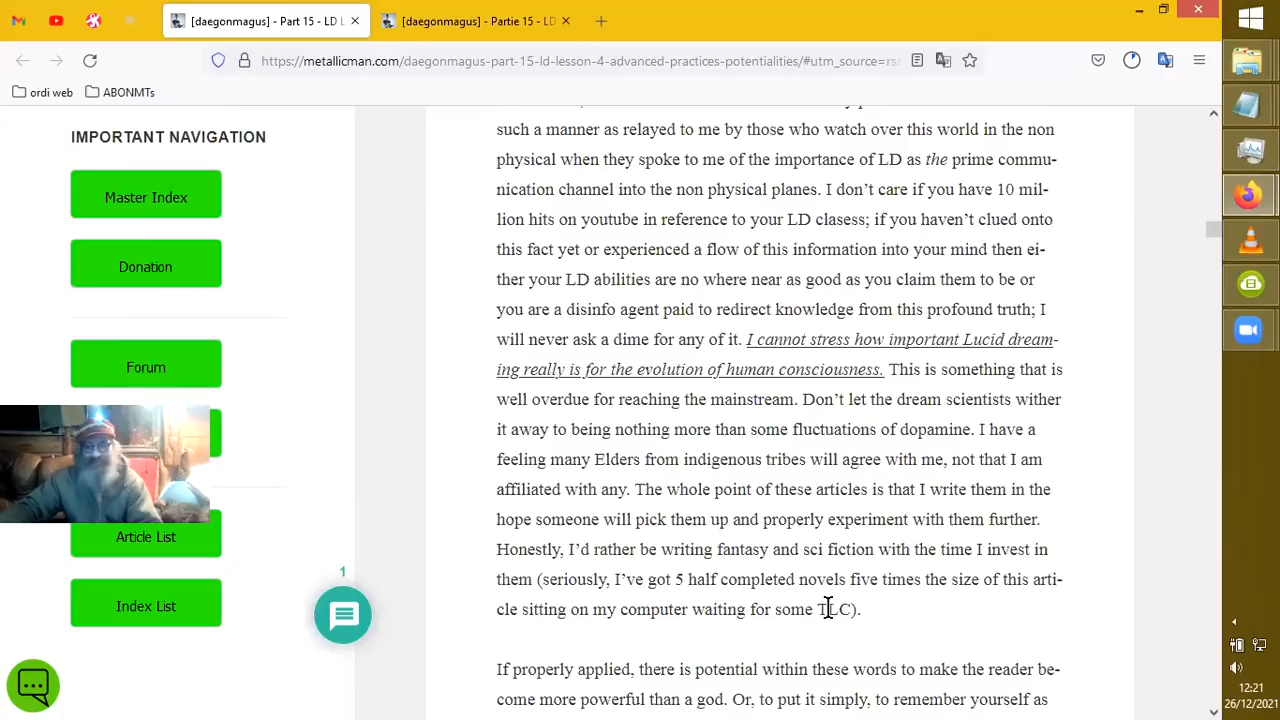 [daegonmagus] - Part 15 - LD L
[daegonmagus] - Partie 15 - LD
https://metallicman.com/daegonmagus-part-15-ld-lesson-4-advanced-practices-potentialities/#utm_source=rs
ordi web
ABONMTs
IMPORTANT NAVIGATION
Master Index
Donation
Forum
Article List
Index List
1
such a manner as relayed to me by those who watch over this world in the non
physical when they spoke to me of the importance of LD as the prime commu-
nication channel into the non physical planes. I don’t care if you have 10 mil-
lion hits on youtube in reference to your LD clasess; if you haven’t clued onto
this fact yet or experienced a flow of this information into your mind then ei-
ther your LD abilities are no where near as good as you claim them to be or
you are a disinfo agent paid to redirect knowledge from this profound truth; I
will never ask a dime for any of it. I cannot stress how important Lucid dream-
ing really is for the evolution of human consciousness. This is something that is
well overdue for reaching the mainstream. Don’t let the dream scientists wither
it away to being nothing more than some fluctuations of dopamine. I have a
feeling many Elders from indigenous tribes will agree with me, not that I am
affiliated with any. The whole point of these articles is that I write them in the
hope someone will pick them up and properly experiment with them further.
Honestly, I’d rather be writing fantasy and sci fiction with the time I invest in
them (seriously, I’ve got 5 half completed novels five times the size of this arti-
cle sitting on my computer waiting for some TLC).
If properly applied, there is potential within these words to make the reader be-
come more powerful than a god. Or, to put it simply, to remember yourself as
12:21
26/12/2021